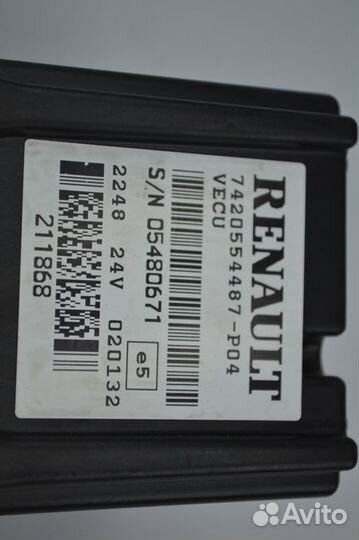 RENAULT
7420554487-P04
VECU
S/N 05480671
e5
2248 24V 020132
211868
Avito